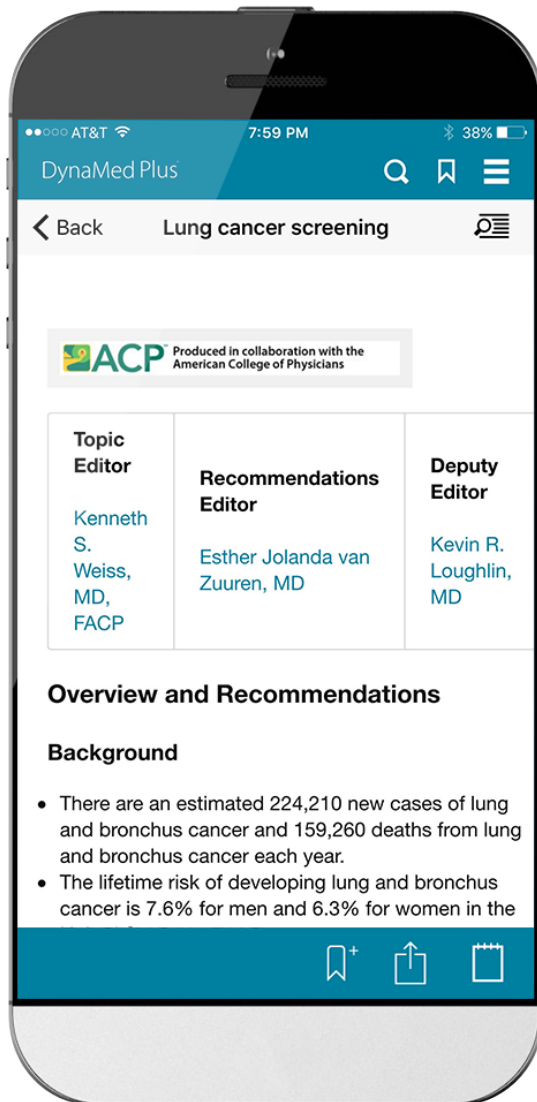 AT&T
7:59 PM
38%
DynaMed Plus
Back
Lung cancer screening
ACP™
Produced in collaboration with the
American College of Physicians
Topic
Editor
Kenneth
S.
Weiss,
MD,
FACP
Recommendations
Editor
Esther Jolanda van
Zuuren, MD
Deputy
Editor
Kevin R.
Loughlin,
MD
Overview and Recommendations
Background
• There are an estimated 224,210 new cases of lung
and bronchus cancer and 159,260 deaths from lung
and bronchus cancer each year.
• The lifetime risk of developing lung and bronchus
cancer is 7.6% for men and 6.3% for women in the